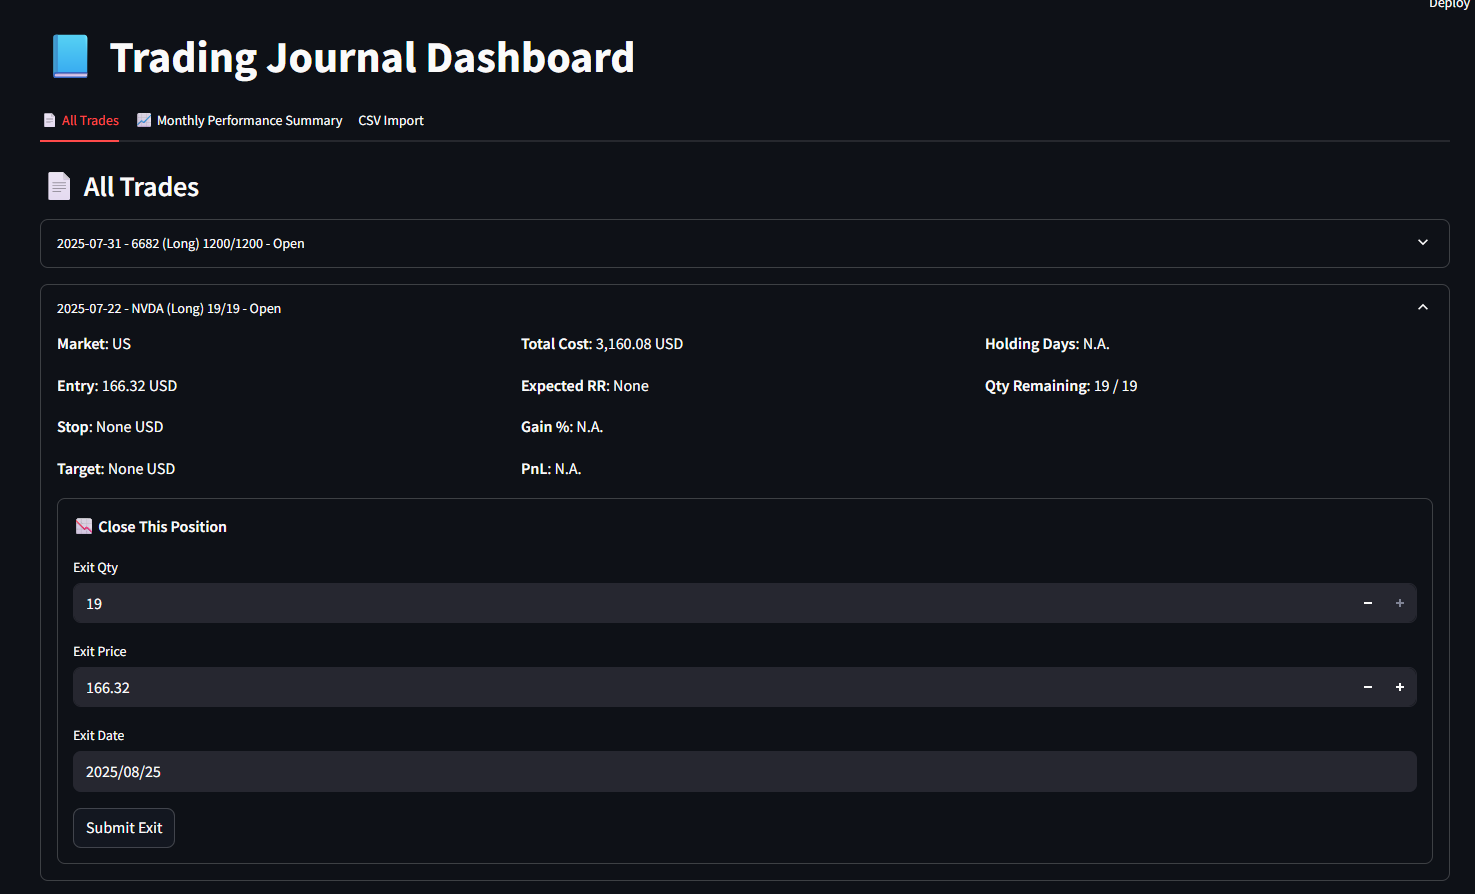 Deploy
Trading Journal Dashboard
All Trades Monthly Performance Summary CSV Import
All Trades
2025-07-31 - 6682 (Long) 1200/1200 - Open
2025-07-22 - NVDA (Long) 19/19 - Open
Market: US Total Cost: 3,160.08 USD Holding Days: N.A.
Entry: 166.32 USD Expected RR: None Qty Remaining: 19 / 19
Stop: None USD Gain %: N.A.
Target: None USD PnL: N.A.
Close This Position
Exit Qty
19
Exit Price
166.32
Exit Date
2025/08/25
Submit Exit